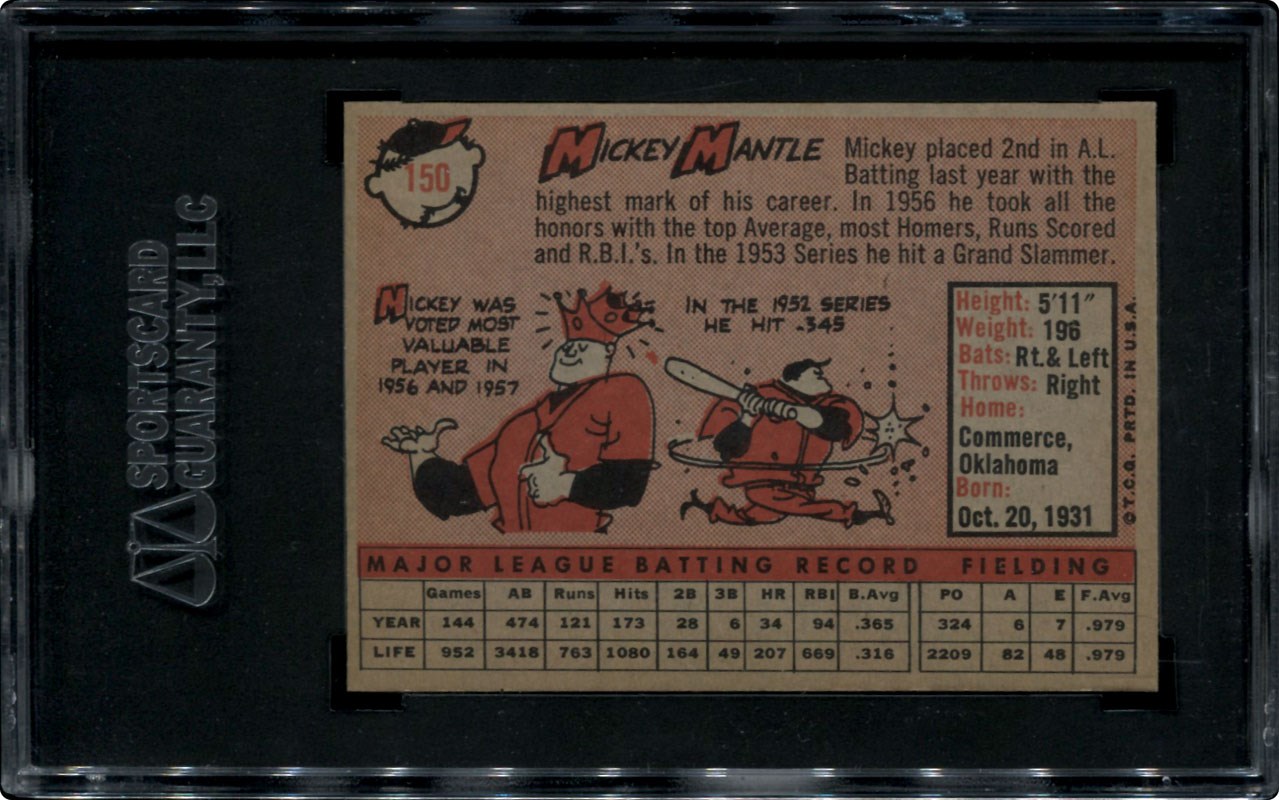 SPORTSCARD
GUARANTY, LLC
150
MICKEY MANTLE
Mickey placed 2nd in A.L.
Batting last year with the
highest mark of his career. In 1956 he took all the
honors with the top Average, most Homers, Runs Scored
and R.B.I.'s. In the 1953 Series he hit a Grand Slammer.
MICKEY WAS
VOTED MOST
VALUABLE
PLAYER IN
1956 AND 1957
IN THE 1952 SERIES
HE HIT .345
Height: 5'11"
Weight: 196
Bats: Rt.& Left
Throws: Right
Home:
Commerce,
Oklahoma
Born:
Oct. 20, 1931
©T.C.G. PRTD. IN U.S.A.
MAJOR LEAGUE BATTING RECORD FIELDING
Games AB Runs Hits 2B 3B HR RBI B.Avg PO A E F.Avg
YEAR 144 474 121 173 28 6 34 94 .365 324 6 7 .979
LIFE 952 3418 763 1080 164 49 207 669 .316 2209 82 48 .979